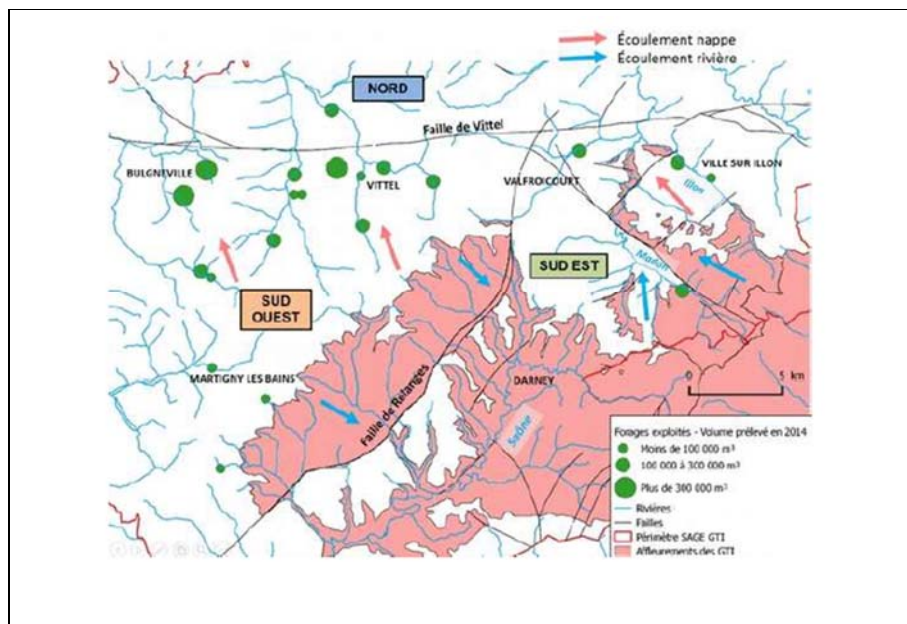 Écoulement nappe
Écoulement rivière
NORD
Faille de Vittel
BULGNEVILLE
VITTEL
VALFROICOURT
VILLE SUR ILLON
Illon
Madon
SUD EST
SUD
OUEST
MARTIGNY LES BAINS
Faille de Relanges
DARNEY
Saône
0 5 km
Forages exploités - Volume prélevé en 2014
Moins de 100 000 m³
100 000 à 300 000 m³
Plus de 300 000 m³
Rivières
Failles
Périmètre SAGE GTI
Affleurements des GTI